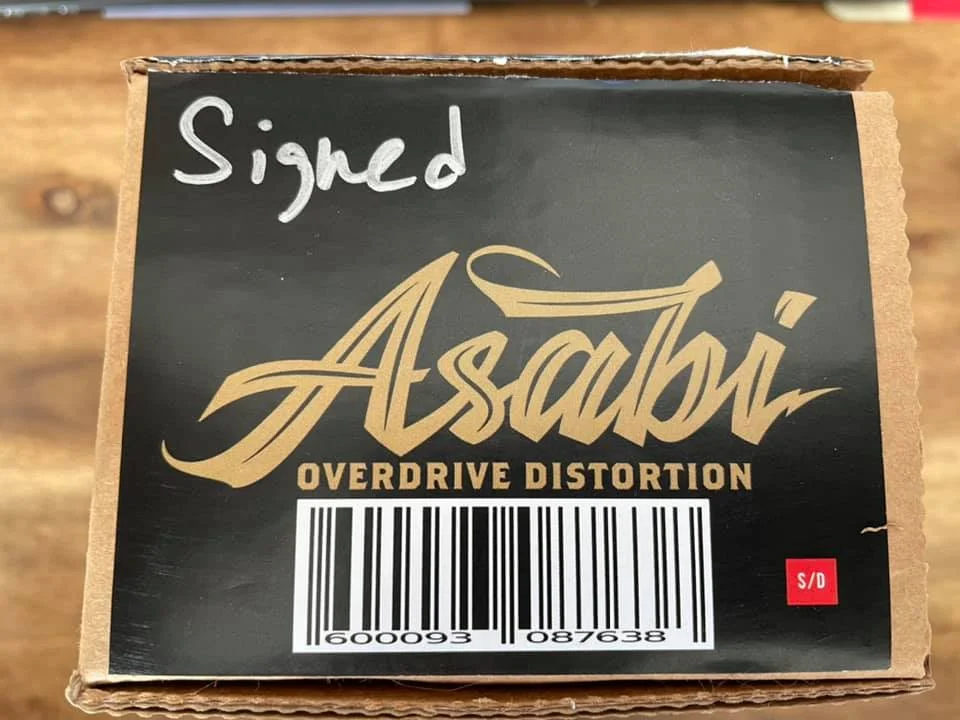 Signed
Asabi
OVERDRIVE DISTORTION
600093 087638
S/D